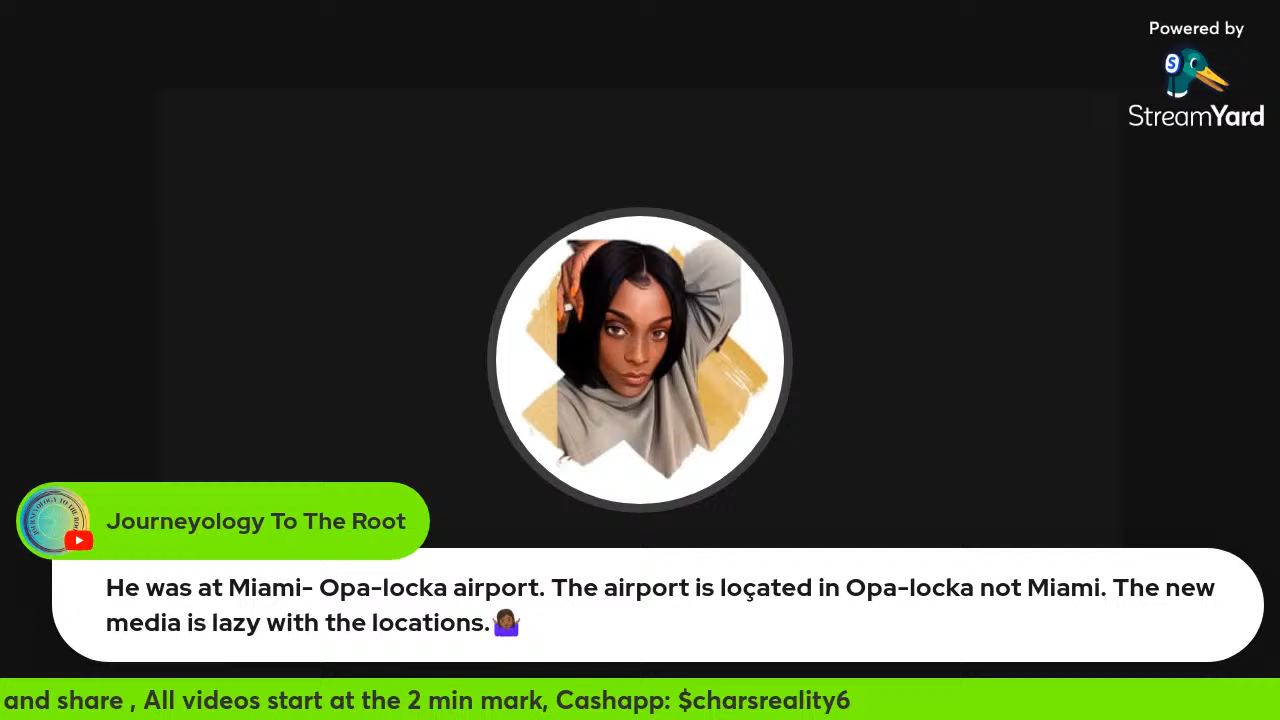 Powered by
StreamYard
Journeyology To The Root
He was at Miami- Opa-locka airport. The airport is loçated in Opa-locka not Miami. The new
media is lazy with the locations.🤷🏾‍♀️
and share , All videos start at the 2 min mark, Cashapp: $charsreality6